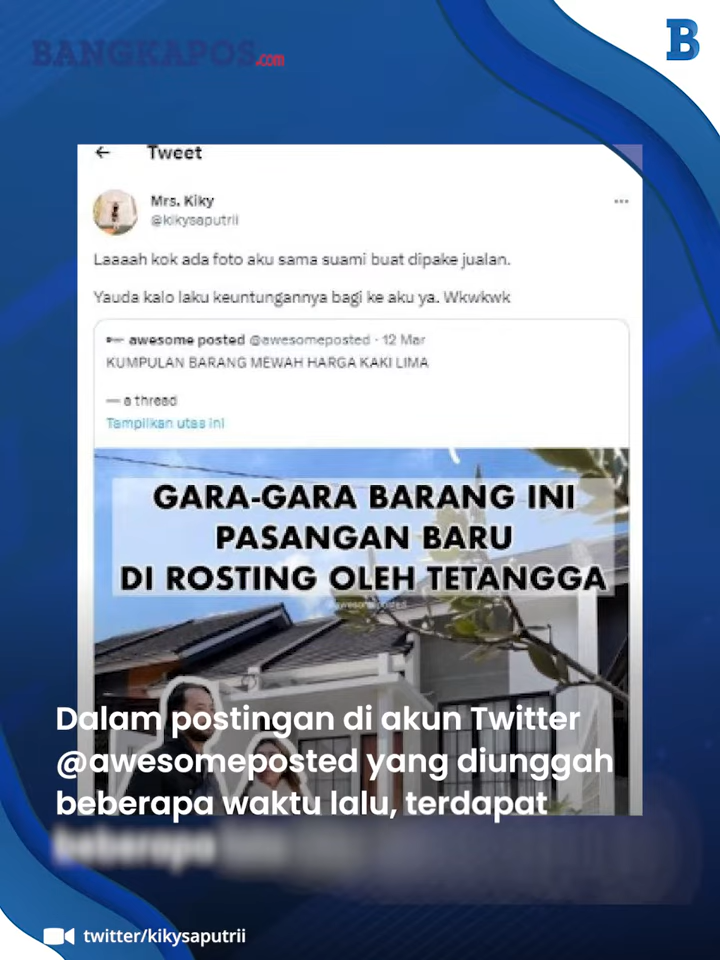 BANGKAPOS.com
B
Tweet
Mrs. Kiky
@kikysaputrii
Laaaah kok ada foto aku sama suami buat dipake jualan.
Yauda kalo laku keuntungannya bagi ke aku ya. Wkwkwk
awesome posted @awesomeposted · 12 Mar
KUMPULAN BARANG MEWAH HARGA KAKI LIMA
— a thread
Tampilkan utas ini
GARA-GARA BARANG INI
PASANGAN BARU
DI ROSTING OLEH TETANGGA
@awesomeposted
Dalam postingan di akun Twitter
@awesomeposted yang diunggah
beberapa waktu lalu, terdapat
beberapa
twitter/kikysaputrii